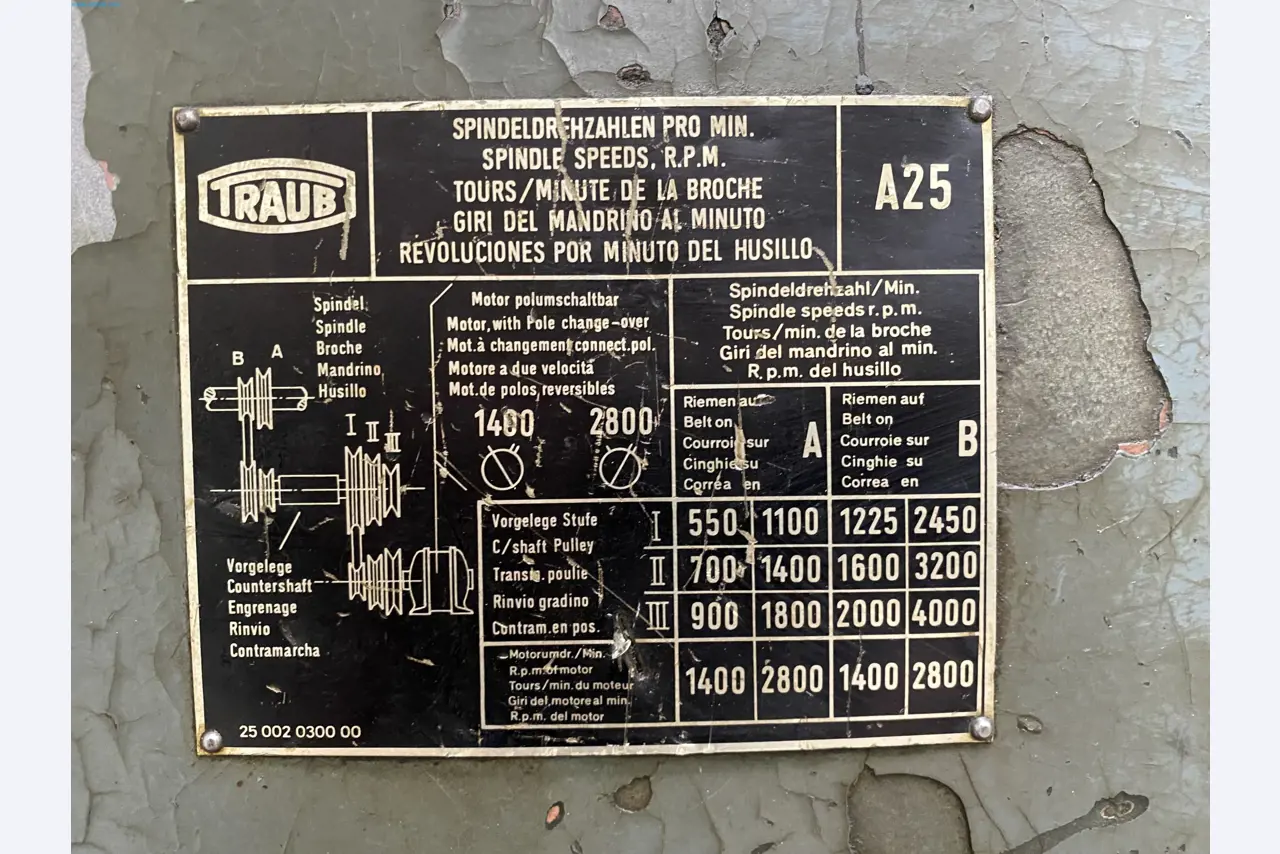 TRAUB
SPINDELDREHZAHLEN PRO MIN.
SPINDLE SPEEDS, R.P.M.
TOURS/MINUTE DE LA BROCHE
GIRI DEL MANDRINO AL MINUTO
REVOLUCIONES POR MINUTO DEL HUSILLO
A25
Spindel
Spindle
Broche
Mandrino
Husillo
B A
I II III
Vorgelege
Countershaft
Engrenage
Rinvio
Contramarcha
25 002 0300 00
Motor polumschaltbar
Motor, with Pole change-over
Mot. à changement connect. pol.
Motore a due velocitá
Mot. de polos reversibles
1400 2800
Spindeldrehzahl/Min.
Spindle speeds r.p.m.
Tours/min. de la broche
Giri del mandrino al min.
R.p.m. del husillo
Riemen auf
Belt on
Courroie sur
Cinghie su
Correa en
A
Riemen auf
Belt on
Courroie sur
Cinghie su
Correa en
B
Vorgelege Stufe
C/shaft Pulley
Transm. poulie
Rinvio gradino
Contram. en pos.
I 550 1100 1225 2450
II 700 1400 1600 3200
III 900 1800 2000 4000
Motorumdr./Min.
R.p.m. of motor
Tours/min. du moteur
Giri del motore al min.
R.p.m. del motor
1400 2800 1400 2800